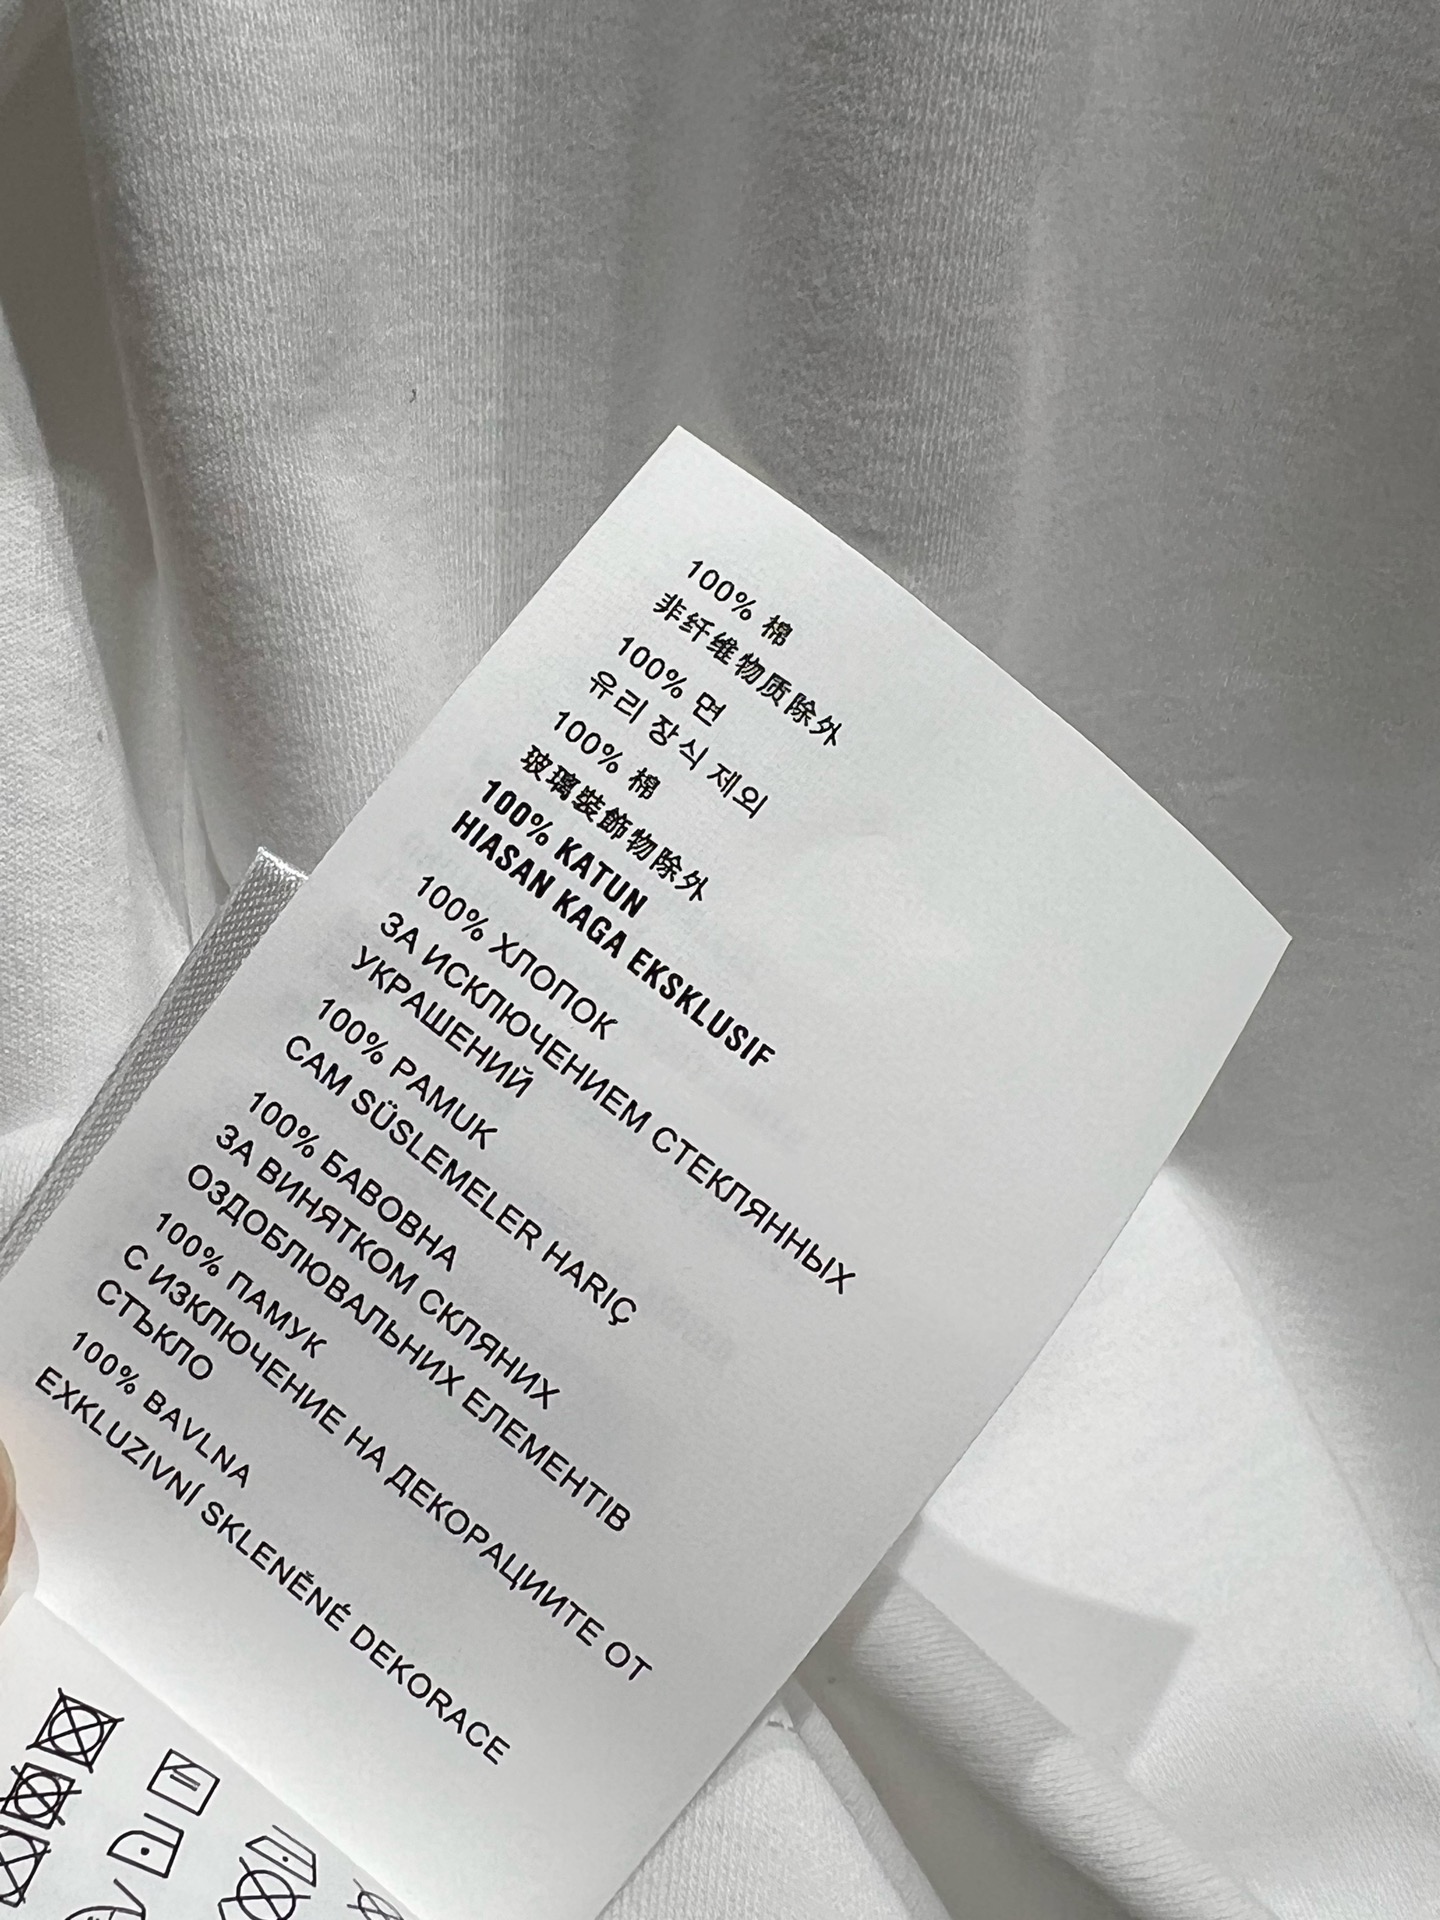 100% 棉
非纤维物质除外
100% 면
유리 장식 제외
100% 棉
玻璃裝飾物除外
100% KATUN
HIASAN KAGA EKSKLUSIF
100% ХЛОПОК
ЗА ИСКЛЮЧЕНИЕМ СТЕКЛЯННЫХ
УКРАШЕНИЙ
100% PAMUK
CAM SÜSLEMELER HARIÇ
100% БАВОВНА
ЗА ВИНЯТКОМ СКЛЯНИХ
ОЗДОБЛЮВАЛЬНИХ ЕЛЕМЕНТІВ
100% ПАМУК
С ИЗКЛЮЧЕНИЕ НА ДЕКОРАЦИИТЕ ОТ
СТЪКЛО
100% BAVLNA
EXKLUZIVNÍ SKLENĚNÉ DEKORACE